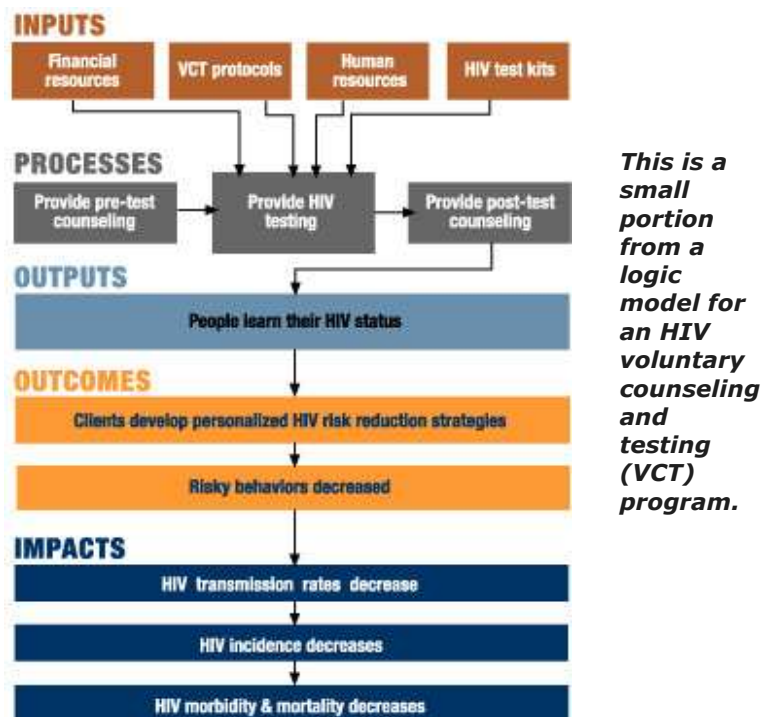 INPUTS
Financial
resources
VCT protocols
Human
resources
HIV test kits
PROCESSES
Provide pre-test
counseling
Provide HIV
testing
Provide post-test
counseling
OUTPUTS
People learn their HIV status
OUTCOMES
Clients develop personalized HIV risk reduction strategies
Risky behaviors decreased
IMPACTS
HIV transmission rates decrease
HIV incidence decreases
HIV morbidity & mortality decreases
This is a
small
portion
from a
logic
model for
an HIV
voluntary
counseling
and
testing
(VCT)
program.